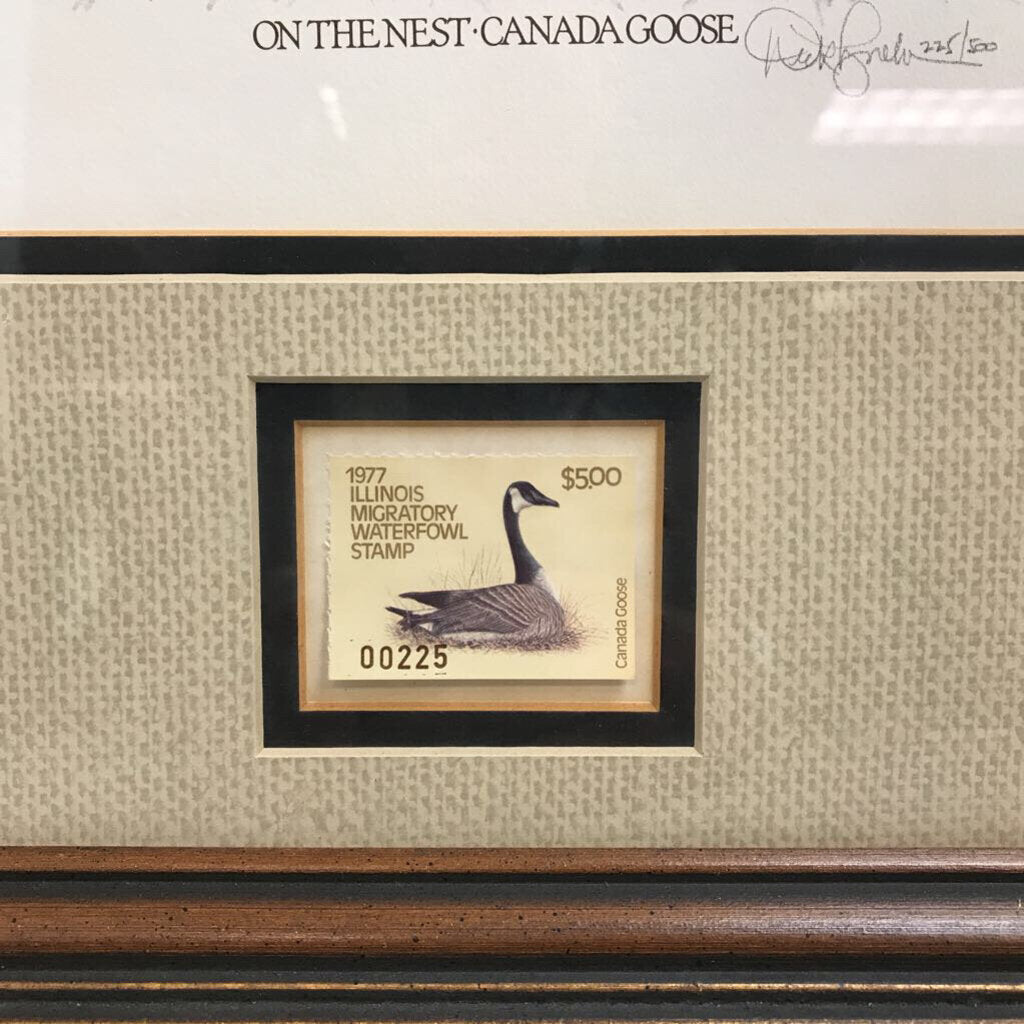 ON THE NEST·CANADA GOOSE
225/500
1977
ILLINOIS
MIGRATORY
WATERFOWL
STAMP
$5.00
Canada Goose
00225